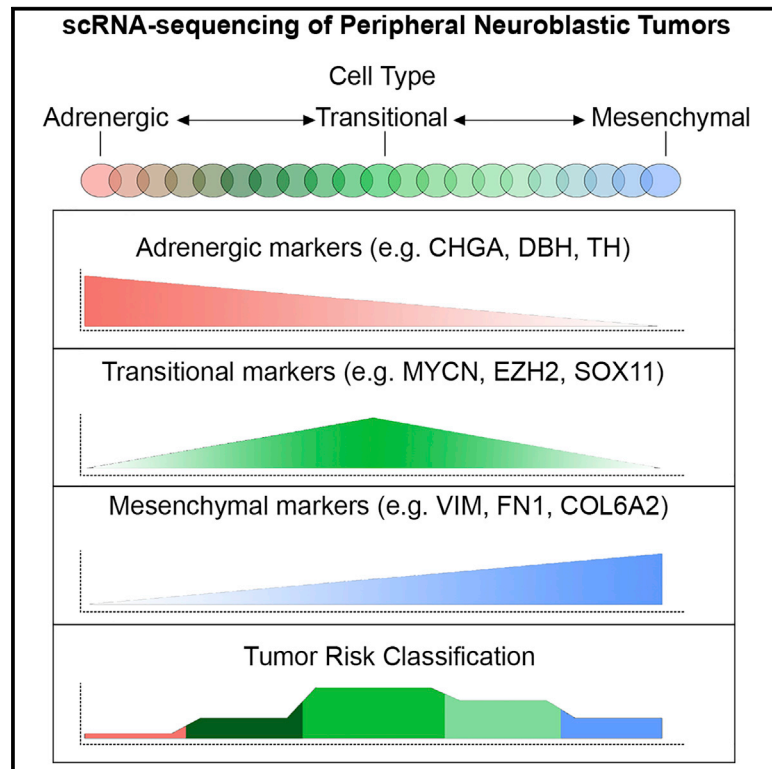 scRNA-sequencing of Peripheral Neuroblastic Tumors
Cell Type
Adrenergic Transitional Mesenchymal
Adrenergic markers (e.g. CHGA, DBH, TH)
Transitional markers (e.g. MYCN, EZH2, SOX11)
Mesenchymal markers (e.g. VIM, FN1, COL6A2)
Tumor Risk Classification